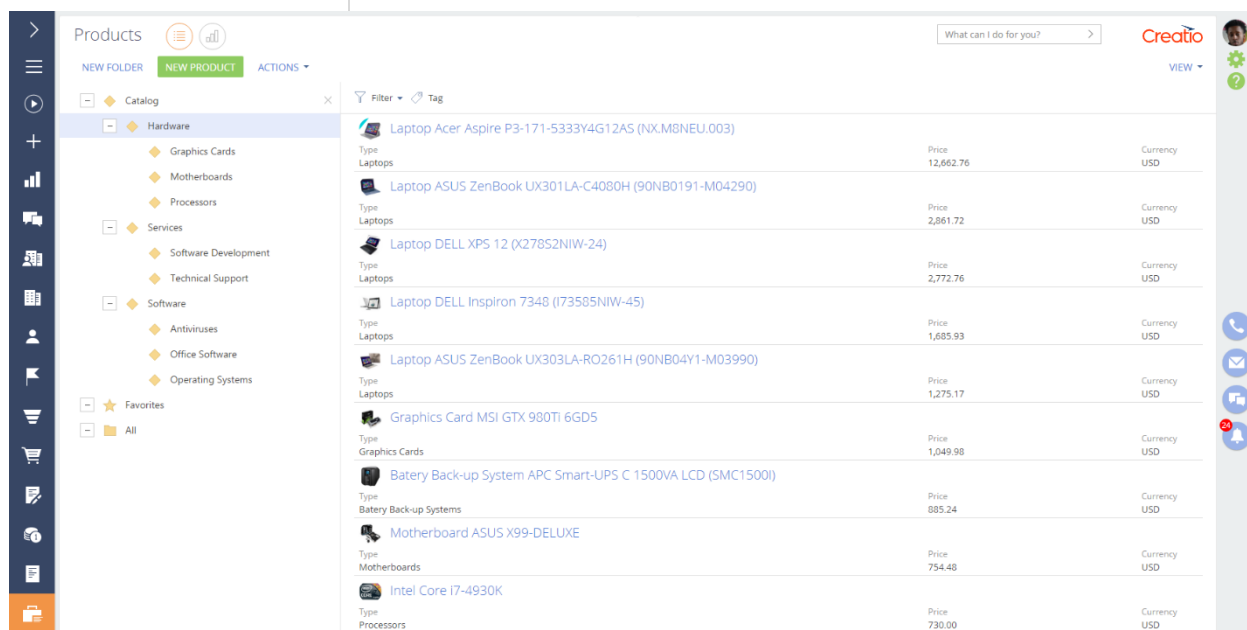 Products
What can I do for you?
Creatio
NEW FOLDER NEW PRODUCT ACTIONS
VIEW
Catalog
Hardware
Graphics Cards
Motherboards
Processors
Services
Software Development
Technical Support
Software
Antiviruses
Office Software
Operating Systems
Favorites
All
Filter Tag
Laptop Acer Aspire P3-171-5333Y4G12AS (NX.M8NEU.003)
Type Price Currency
Laptops 12,662.76 USD
Laptop ASUS ZenBook UX301LA-C4080H (90NB0191-M04290)
Type Price Currency
Laptops 2,861.72 USD
Laptop DELL XPS 12 (X278S2NIW-24)
Type Price Currency
Laptops 2,772.76 USD
Laptop DELL Inspiron 7348 (I73585NIW-45)
Type Price Currency
Laptops 1,685.93 USD
Laptop ASUS ZenBook UX303LA-RO261H (90NB04Y1-M03990)
Type Price Currency
Laptops 1,275.17 USD
Graphics Card MSI GTX 980TI 6GD5
Type Price Currency
Graphics Cards 1,049.98 USD
Batery Back-up System APC Smart-UPS C 1500VA LCD (SMC1500I)
Type Price Currency
Batery Back-up Systems 885.24 USD
Motherboard ASUS X99-DELUXE
Type Price Currency
Motherboards 754.48 USD
Intel Core i7-4930K
Type Price Currency
Processors 730.00 USD
24